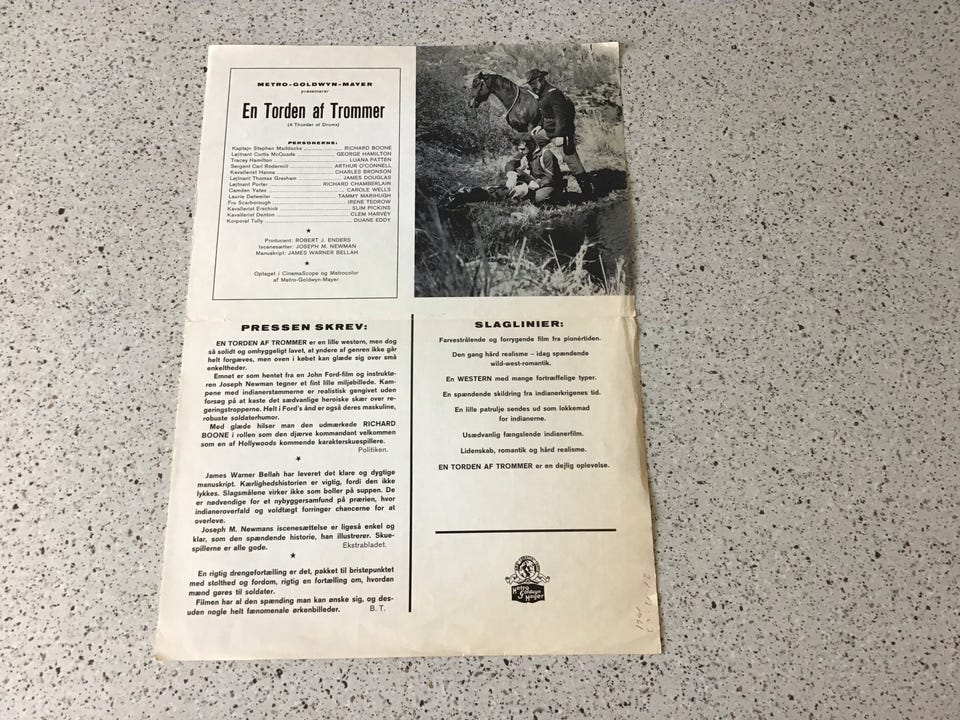 METRO-GOLDWYN-MAYER
præsenterer
En Torden af Trommer
(A Thunder of Drums)
PERSONERNE:
Kaptajn Stephen Maddocks .......... RICHARD BOONE
Løjtnant Curtis McQuade .......... GEORGE HAMILTON
Tracey Hamilton .......... LUANA PATTEN
Sergent Carl Rodermill .......... ARTHUR O'CONNELL
Kavallerist Hanna .......... CHARLES BRONSON
Løjtnant Thomas Gresham .......... JAMES DOUGLAS
Løjtnant Porter .......... RICHARD CHAMBERLAIN
Camden Yates .......... CAROLE WELLS
Laurie Detweiler .......... TAMMY MARIHUGH
Fru Scarborough .......... IRENE TEDROW
Kavallerist Erschick .......... SLIM PICKINS
Kavallerist Denton .......... CLEM HARVEY
Korporal Tully .......... DUANE EDDY
Producent: ROBERT J. ENDERS
Iscenesætter: JOSEPH M. NEWMAN
Manuskript: JAMES WARNER BELLAH
Optaget i CinemaScope og Metrocolor
af Metro-Goldwyn-Mayer
PRESSEN SKREV:
EN TORDEN AF TROMMER er en lille western, men dog
så solidt og omhyggeligt lavet, at yndere af genren ikke går
helt forgæves, men oven i købet kan glæde sig over små
enkeltheder.
Emnet er som hentet fra en John Ford-film og instruktø-
ren Joseph Newman tegner et fint lille miljøbillede. Kam-
pene med indianerstammerne er realistisk gengivet uden
forsøg på at kaste det sædvanlige heroiske skær over re-
geringstropperne. Helt i Ford's ånd er også deres maskuline,
robuste soldaterhumor.
Med glæde hilser man den udmærkede RICHARD
BOONE i rollen som den djærve kommandant velkommen
som en af Hollywoods kommende karakterskuespillere.
Politiken.
James Warner Bellah har leveret det klare og dygtige
manuskript. Kærlighedshistorien er vigtig, fordi den ikke
lykkes. Slagsmålene virker ikke som boller på suppen. De
er nødvendige for et nybyggersamfund på prærien, hvor
indianeroverfald og voldtægt forringer chancerne for at
overleve.
Joseph M. Newmans iscenesættelse er ligeså enkel og
klar, som den spændende historie, han illustrerer. Skue-
spillerne er alle gode. Ekstrabladet.
En rigtig drengefortælling er det, pakket til bristepunktet
med stolthed og fordom, rigtig en fortælling om, hvordan
mænd gøres til soldater.
Filmen har al den spænding man kan ønske sig, og des-
uden nogle helt fænomenale ørkenbilleder. B. T.
SLAGLINIER:
Farvestrålende og forrygende film fra pionértiden.
Den gang hård realisme – idag spændende
wild-west-romantik.
En WESTERN med mange fortræffelige typer.
En spændende skildring fra indianerkrigenes tid.
En lille patrulje sendes ud som lokkemad
for indianerne.
Usædvanlig fængslende indianerfilm.
Lidenskab, romantik og hård realisme.
EN TORDEN AF TROMMER er en dejlig oplevelse.
Metro
Goldwyn
Mayer